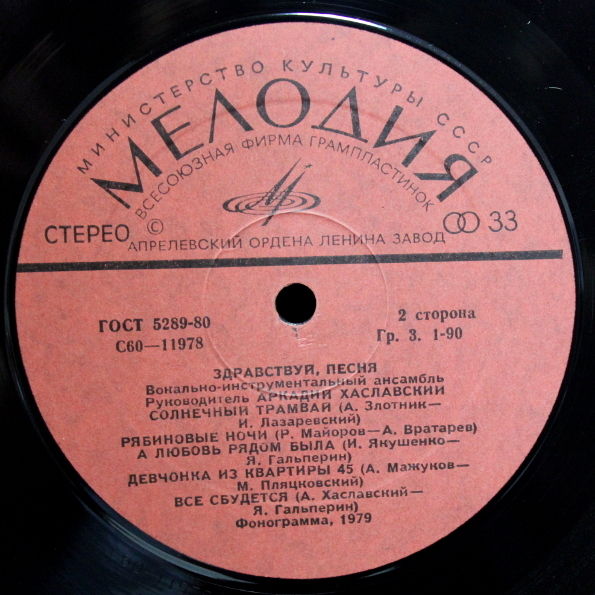 МИНИСТЕРСТВО КУЛЬТУРЫ СССР
МЕЛОДИЯ
ВСЕСОЮЗНАЯ ФИРМА ГРАМПЛАСТИНОК
СТЕРЕО © 33
АПРЕЛЕВСКИЙ ОРДЕНА ЛЕНИНА ЗАВОД
ГОСТ 5289-80 2 сторона
С60—11978 Гр. 3. 1-90
ЗДРАВСТВУЙ, ПЕСНЯ
Вокально-инструментальный ансамбль
Руководитель АРКАДИЙ ХАСЛАВСКИЙ
СОЛНЕЧНЫЙ ТРАМВАЙ (А. Злотник—
И. Лазаревский)
РЯБИНОВЫЕ НОЧИ (Р. Майоров—А. Вратарев)
А ЛЮБОВЬ РЯДОМ БЫЛА (И. Якушенко—
Я. Гальперин)
ДЕВЧОНКА ИЗ КВАРТИРЫ 45 (А. Мажуков—
М. Пляцковский)
ВСЕ СБУДЕТСЯ (А. Хаславский—
Я. Гальперин)
Фонограмма, 1979